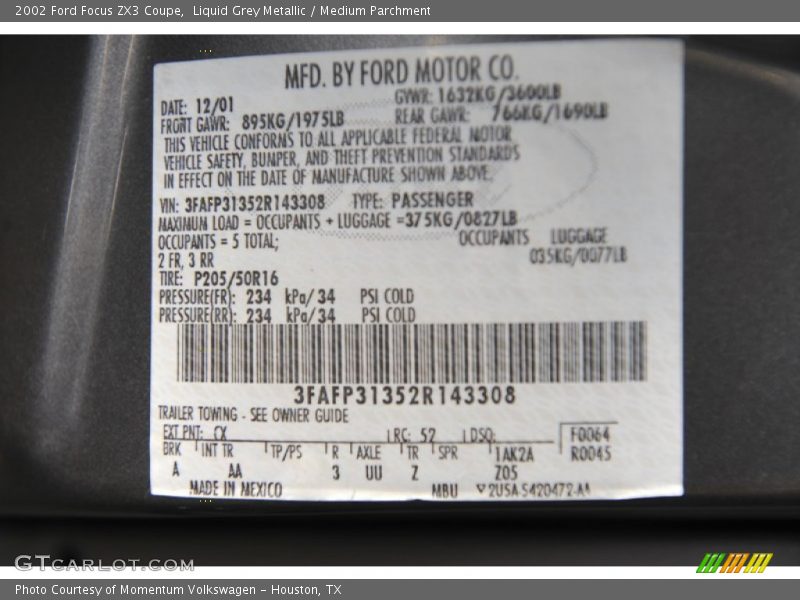 2002 Ford Focus ZX3 Coupe,  Liquid Grey Metallic / Medium Parchment
MFD. BY FORD MOTOR CO.
DATE: 12/01 GVWR: 1632KG/3600LB
FRONT GAWR: 895KG/1975LB REAR GAWR: 766KG/1690LB
THIS VEHICLE CONFORMS TO ALL APPLICABLE FEDERAL MOTOR
VEHICLE SAFETY, BUMPER, AND THEFT PREVENTION STANDARDS
IN EFFECT ON THE DATE OF MANUFACTURE SHOWN ABOVE.
VIN: 3FAFP31352R143308 TYPE: PASSENGER
MAXIMUM LOAD = OCCUPANTS + LUGGAGE =375KG/0827LB
OCCUPANTS = 5 TOTAL; OCCUPANTS LUGGAGE
2 FR, 3 RR 035KG/0077LB
TIRE: P205/50R16
PRESSURE(FR): 234 kPa/34 PSI COLD
PRESSURE(RR): 234 kPa/34 PSI COLD
3FAFP31352R143308
TRAILER TOWING - SEE OWNER GUIDE
EXT PNT: CX RC: 52 DSO: F0064
BRK INT TR TP/PS R AXLE TR SPR 1AK2A R0045
A AA 3 UU Z Z05
MADE IN MEXICO MBU 2USA-5420472-AA
GTCARLOT.COM
Photo Courtesy of Momentum Volkswagen - Houston, TX